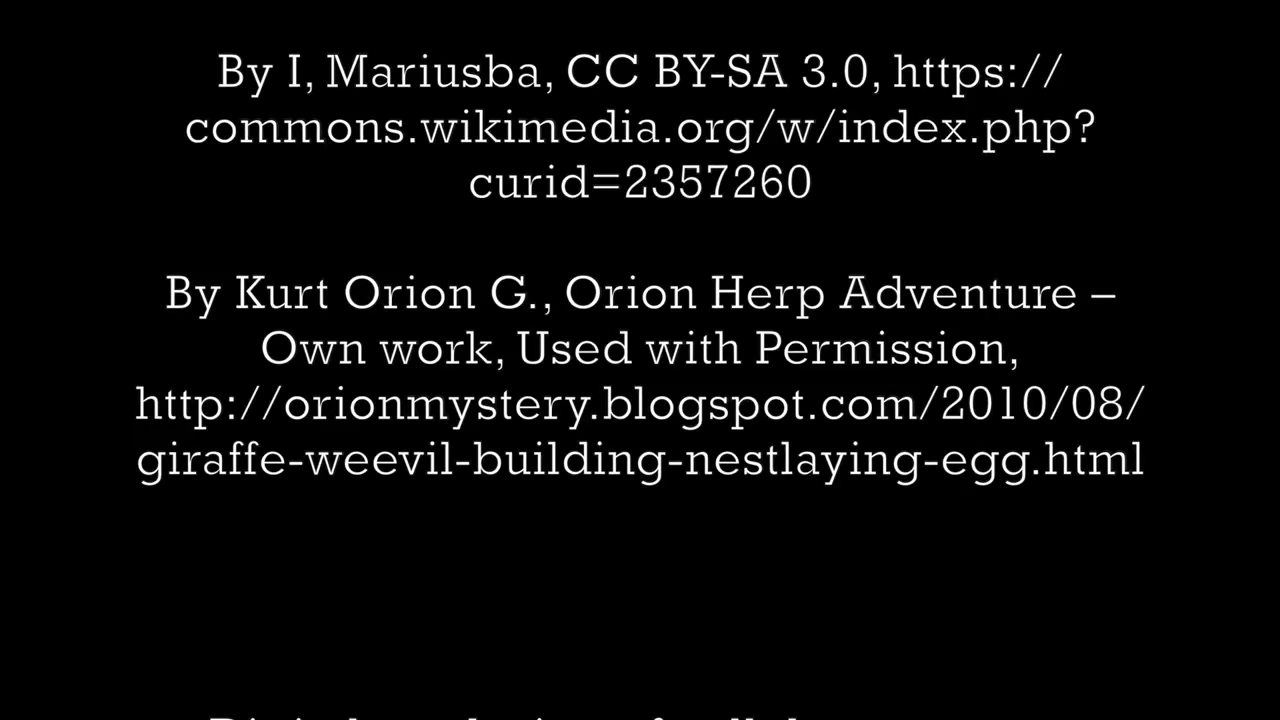 By I, Mariusba, CC BY-SA 3.0, https://
commons.wikimedia.org/w/index.php?
curid=2357260
By Kurt Orion G., Orion Herp Adventure –
Own work, Used with Permission,
http://orionmystery.blogspot.com/2010/08/
giraffe-weevil-building-nestlaying-egg.html